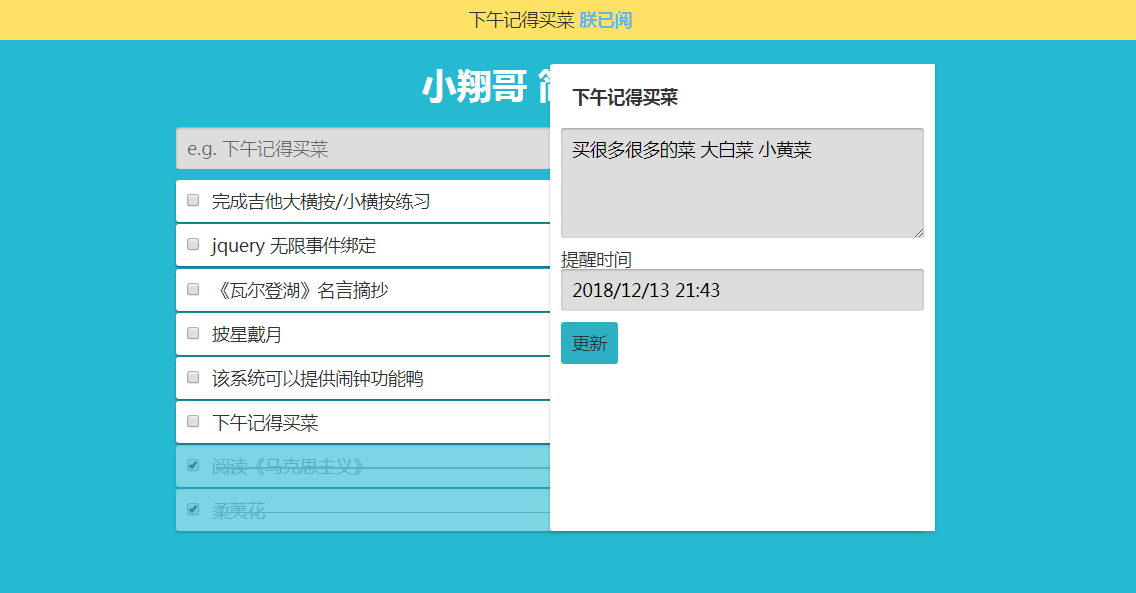 下午记得买菜 朕已阅
小翔哥
下午记得买菜
e.g. 下午记得买菜
买很多很多的菜 大白菜 小黄菜
完成吉他大横按/小横按练习
jquery 无限事件绑定
提醒时间
《瓦尔登湖》名言摘抄
2018/12/13 21:43
披星戴月
更新
该系统可以提供闹钟功能鸭
下午记得买菜
阅读《马克思主义》
柔荑花